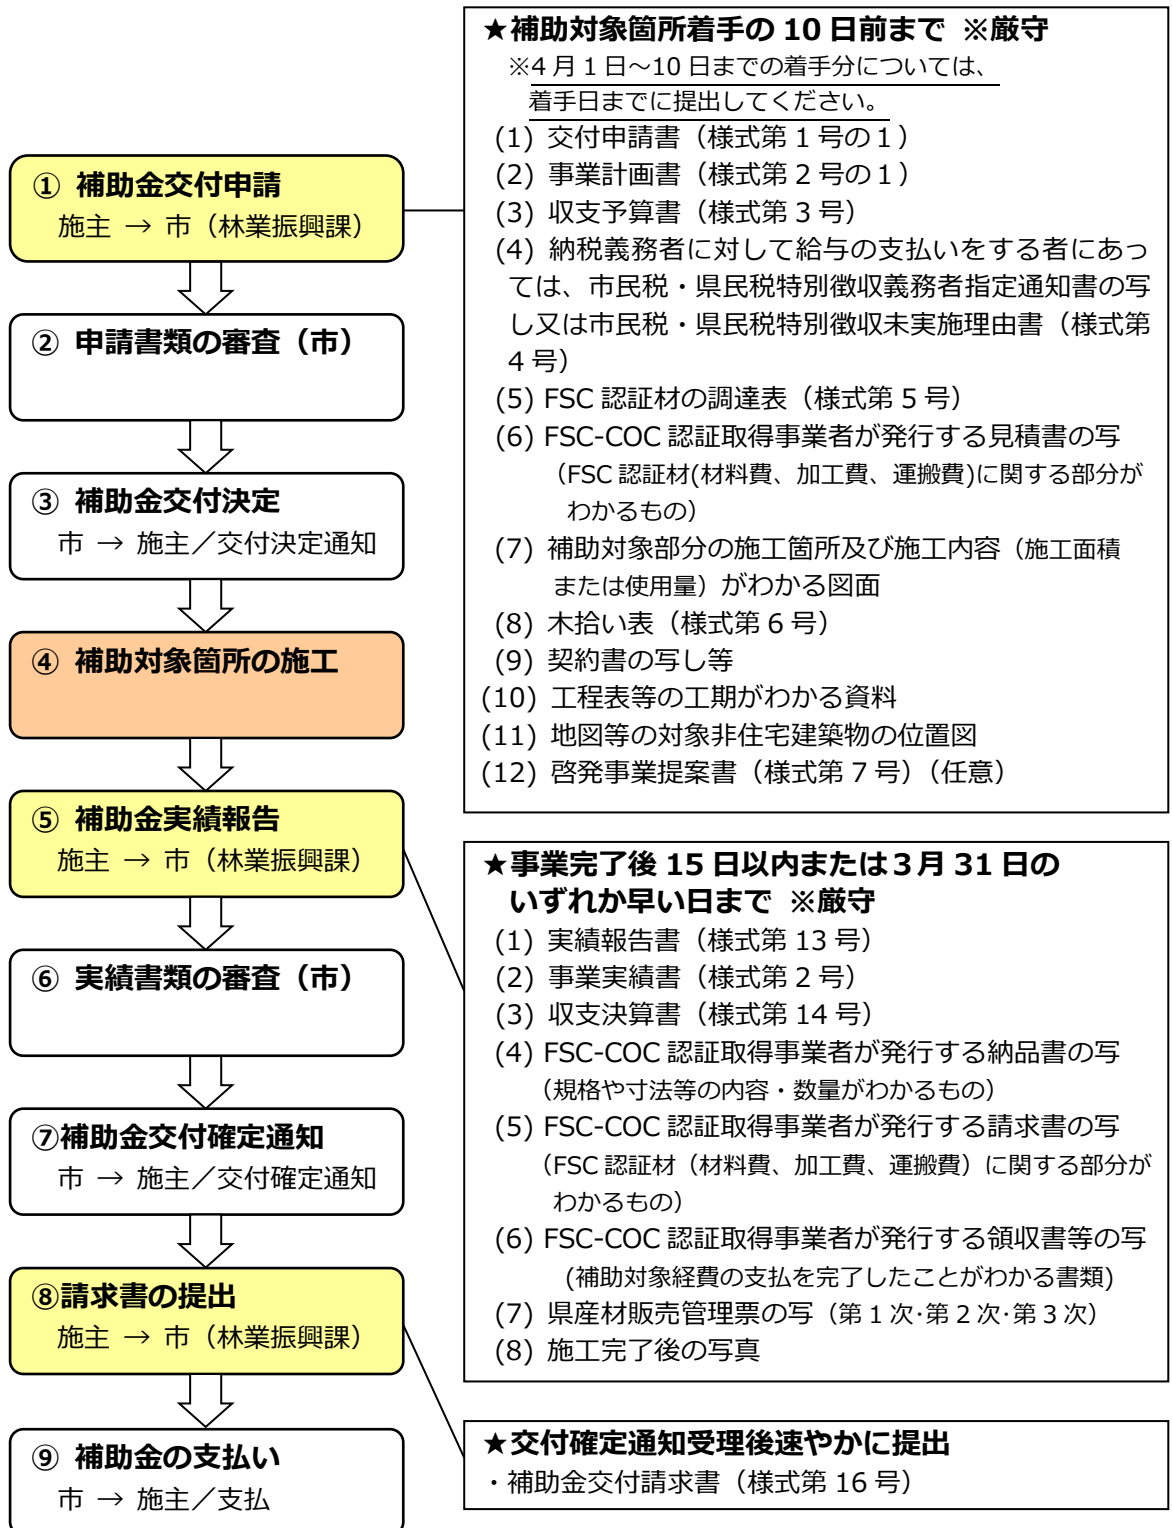 ① 補助金交付申請
施主 → 市（林業振興課）
② 申請書類の審査（市）
③ 補助金交付決定
市 → 施主／交付決定通知
④ 補助対象箇所の施工
⑤ 補助金実績報告
施主 → 市（林業振興課）
⑥ 実績書類の審査（市）
⑦補助金交付確定通知
市 → 施主／交付確定通知
⑧請求書の提出
施主 → 市（林業振興課）
⑨ 補助金の支払い
市 → 施主／支払
★補助対象箇所着手の 10 日前まで ※厳守
※4 月 1 日～10 日までの着手分については、
着手日までに提出してください。
(1) 交付申請書（様式第 1 号の１）
(2) 事業計画書（様式第 2 号の１）
(3) 収支予算書（様式第 3 号）
(4) 納税義務者に対して給与の支払いをする者にあっ
ては、市民税・県民税特別徴収義務者指定通知書の写
し又は市民税・県民税特別徴収未実施理由書（様式第
4 号）
(5) FSC 認証材の調達表（様式第 5 号）
(6) FSC-COC 認証取得事業者が発行する見積書の写
（FSC 認証材(材料費、加工費、運搬費)に関する部分が
わかるもの）
(7) 補助対象部分の施工箇所及び施工内容（施工面積
または使用量）がわかる図面
(8) 木拾い表（様式第 6 号）
(9) 契約書の写し等
(10) 工程表等の工期がわかる資料
(11) 地図等の対象非住宅建築物の位置図
(12) 啓発事業提案書（様式第 7 号）（任意）
★事業完了後 15 日以内または３月 31 日の
いずれか早い日まで ※厳守
(1) 実績報告書（様式第 13 号）
(2) 事業実績書（様式第 2 号）
(3) 収支決算書（様式第 14 号）
(4) FSC-COC 認証取得事業者が発行する納品書の写
（規格や寸法等の内容・数量がわかるもの）
(5) FSC-COC 認証取得事業者が発行する請求書の写
（FSC 認証材（材料費、加工費、運搬費）に関する部分が
わかるもの）
(6) FSC-COC 認証取得事業者が発行する領収書等の写
(補助対象経費の支払を完了したことがわかる書類)
(7) 県産材販売管理票の写（第 1 次･第 2 次･第 3 次）
(8) 施工完了後の写真
★交付確定通知受理後速やかに提出
・補助金交付請求書（様式第 16 号）